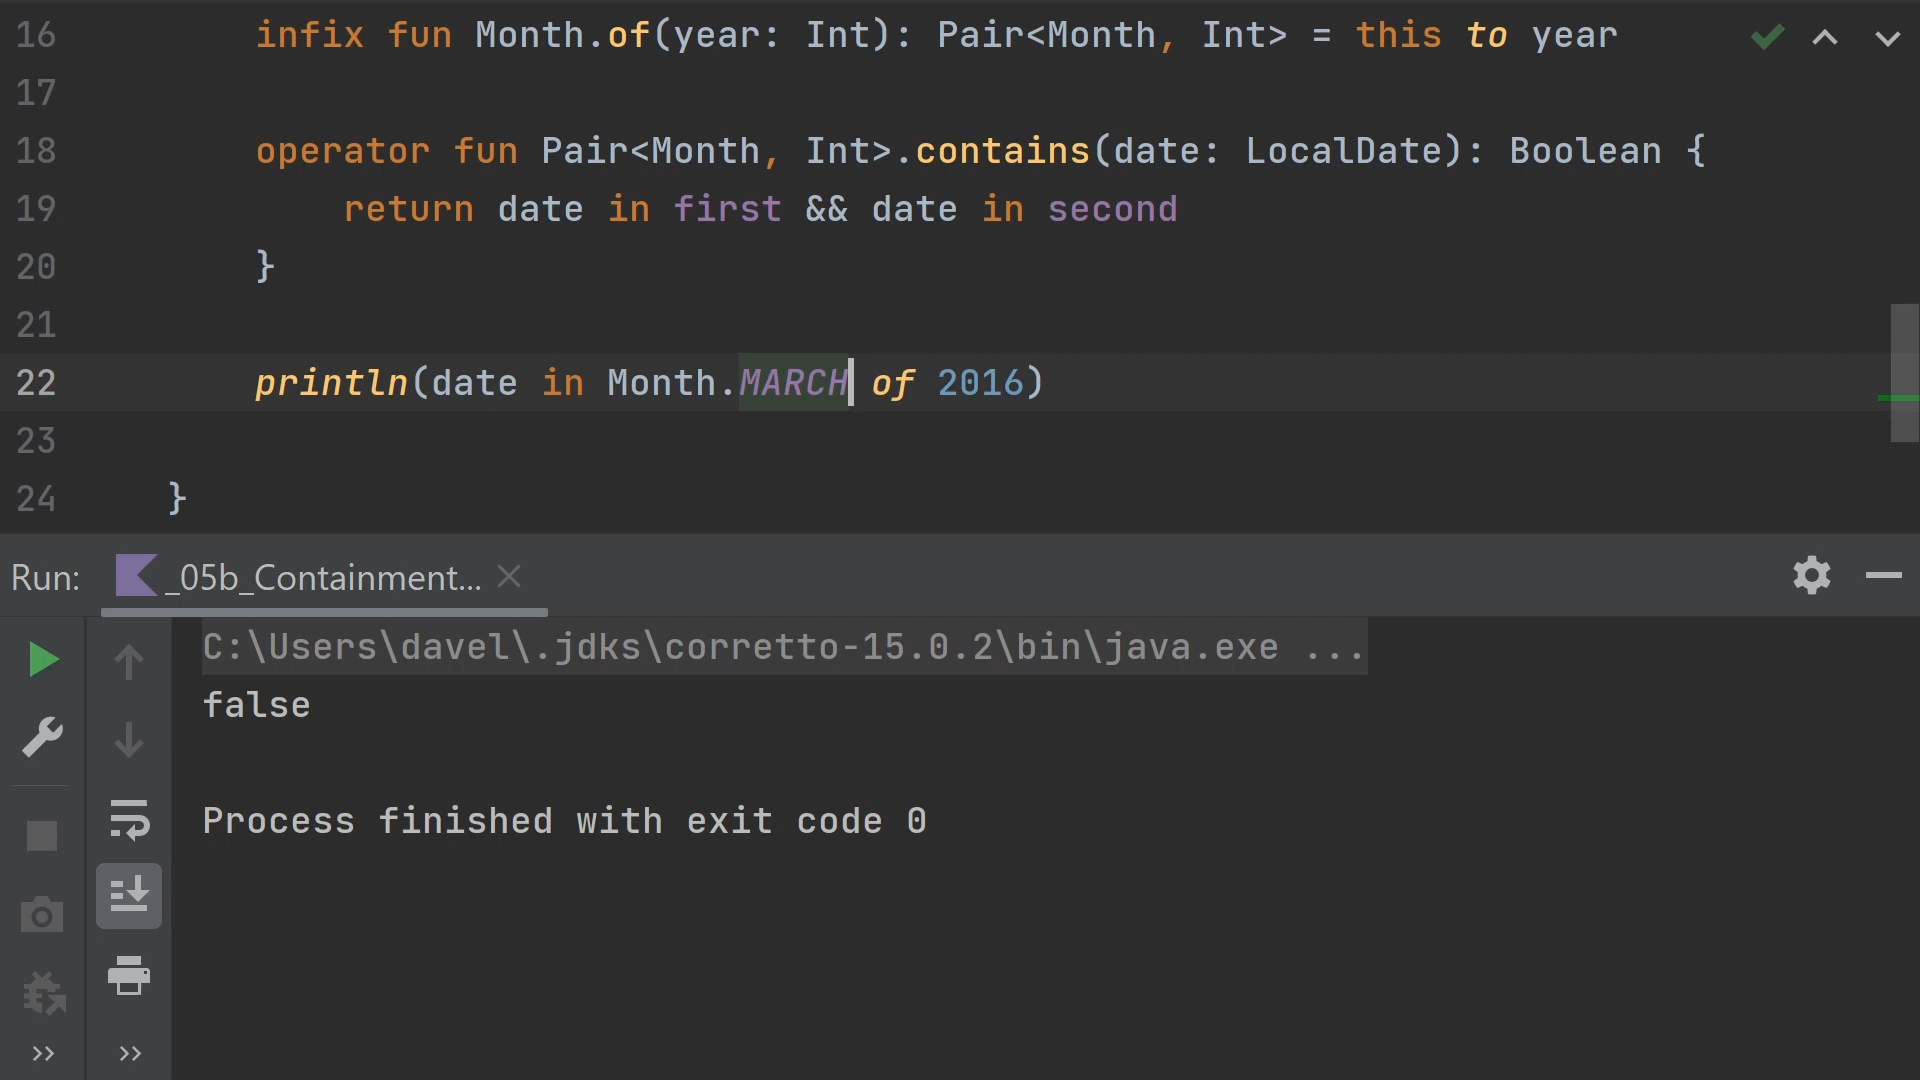 16 infix fun Month.of(year: Int): Pair<Month, Int> = this to year
17
18 operator fun Pair<Month, Int>.contains(date: LocalDate): Boolean {
19 return date in first && date in second
20 }
21
22 println(date in Month.MARCH of 2016)
23
24 }
Run: _05b_Containment...
C:\Users\davel\.jdks\corretto-15.0.2\bin\java.exe ...
false
Process finished with exit code 0